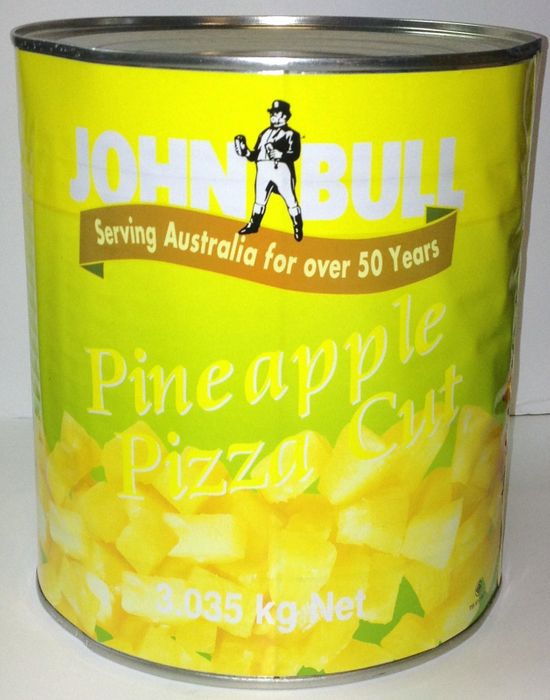 JOHN BULL
Serving Australia for over 50 Years
Pineapple
Pizza Cut
3.035 kg Net